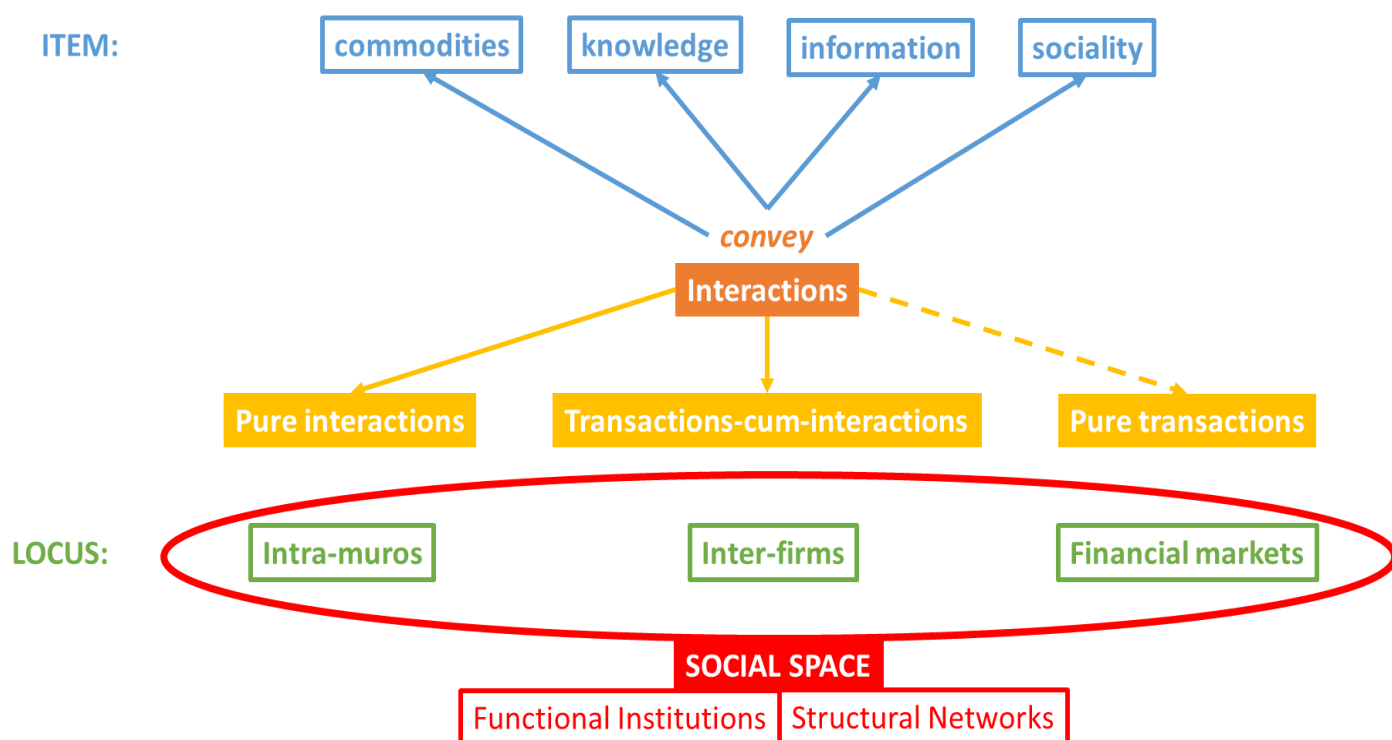 ITEM: commodities knowledge information sociality
convey
Interactions
Pure interactions Transactions-cum-interactions Pure transactions
LOCUS: Intra-muros Inter-firms Financial markets
SOCIAL SPACE
Functional Institutions Structural Networks